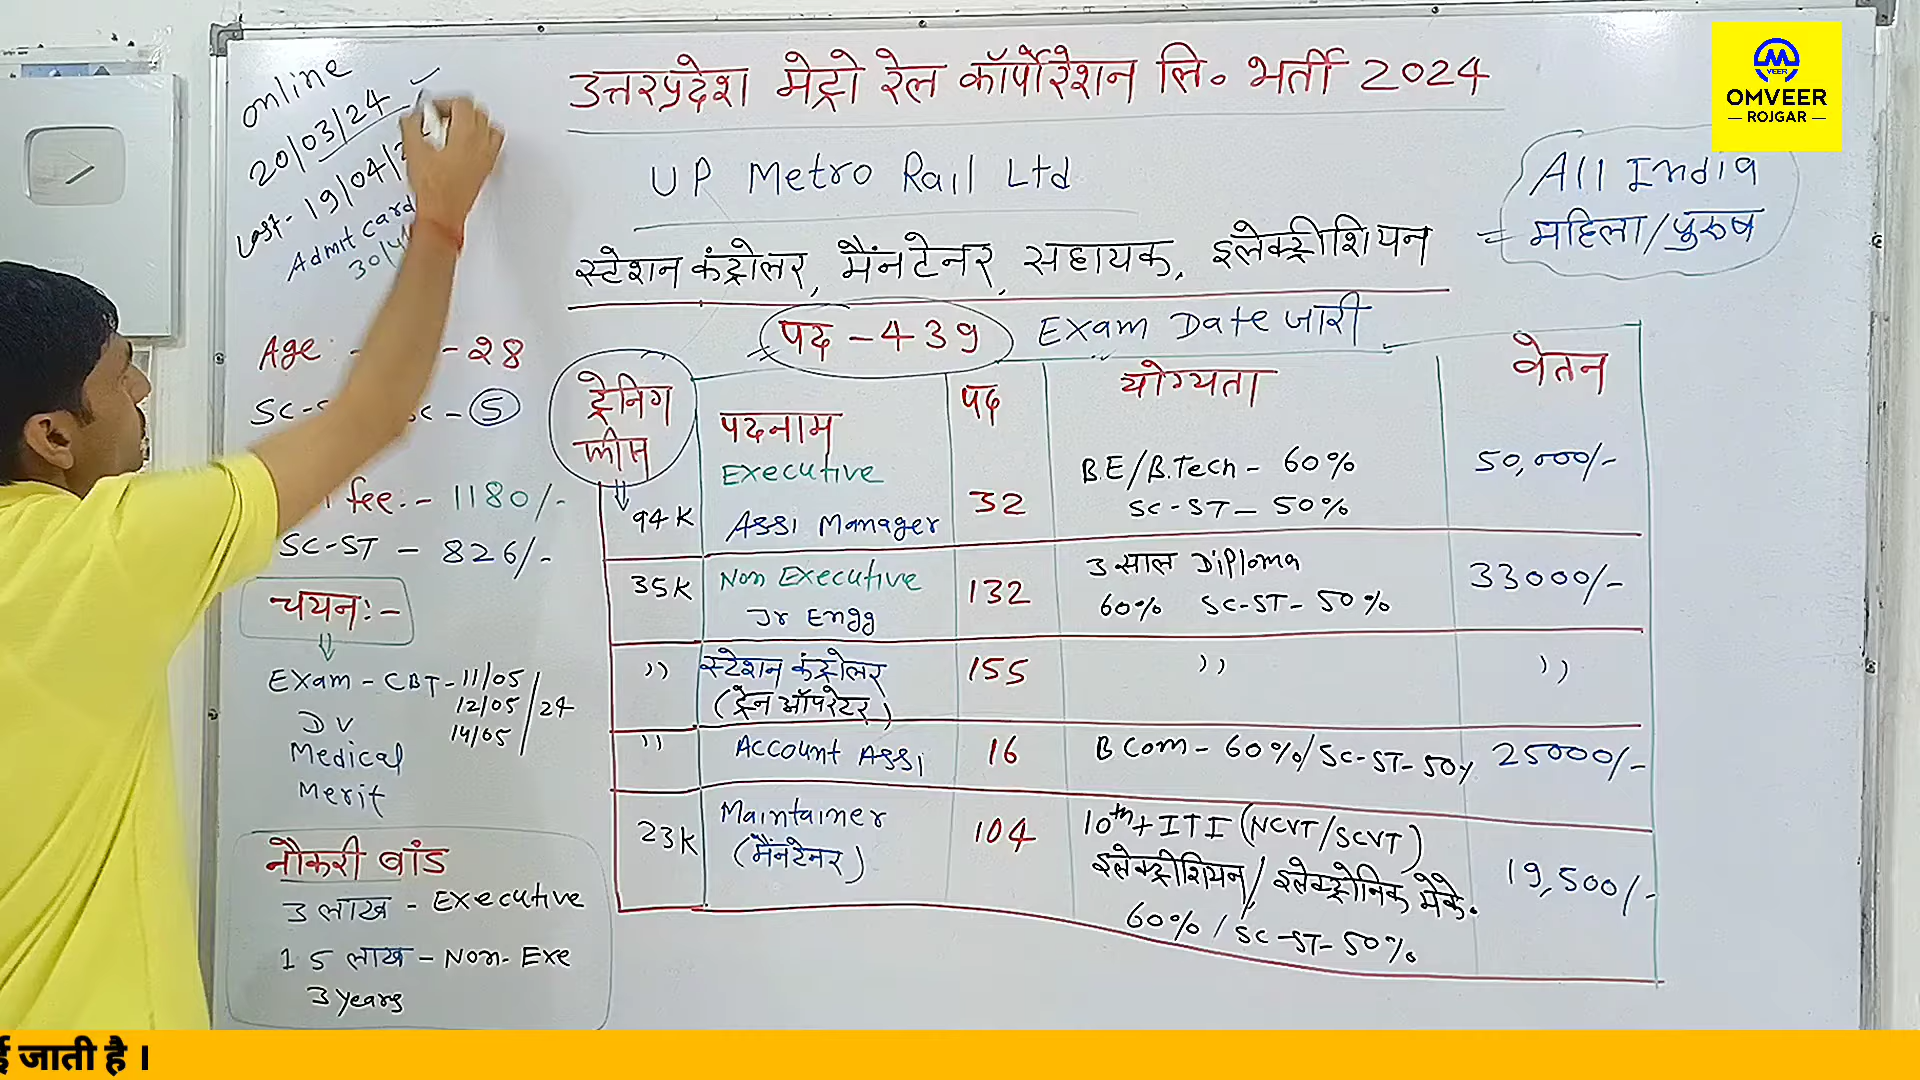 online
20/03/24
Last - 19/04/
Admit card
30/4
Age
- 28
SC-S
- 5
fee:- 1180/-
SC-ST - 826/-
चयन:-
Exam - CBT - 11/05
12/05 /24
14/05
DV
Medical
Merit
नौकरी बांड
3 लाख - Executive
1 5 लाख - Non-Exe
3 years
उत्तरप्रदेश मेट्रो रेल कॉर्पोरेशन लि० भर्ती 2024
UP Metro Rail Ltd
All India
महिला/पुरुष
स्टेशन कंट्रोलर, मैंनटेनर, सहायक, इलेक्ट्रीशियन
पद - 439 Exam Date जारी
ट्रेनिंग फीस पदनाम पद योग्यता वेतन
94K Executive Assi Manager 32 B.E/B.Tech - 60% SC-ST - 50% 50,000/-
35K Non Executive Jr Engg 132 3 साल Diploma 60% SC-ST - 50% 33000/-
,, स्टेशन कंट्रोलर (ट्रेन ऑपरेटर) 155 ,, ,,
,, Account Assi 16 B Com - 60%/SC-ST-50% 25000/-
23K Maintainer (मैंनटेनर) 104 10th + ITI (NCVT/SCVT) इलेक्ट्रीशियन/इलेक्ट्रोनिक मेके. 60% / SC-ST-50% 19,500/-
OMVEER
— ROJGAR —
VEER
ई जाती है ।